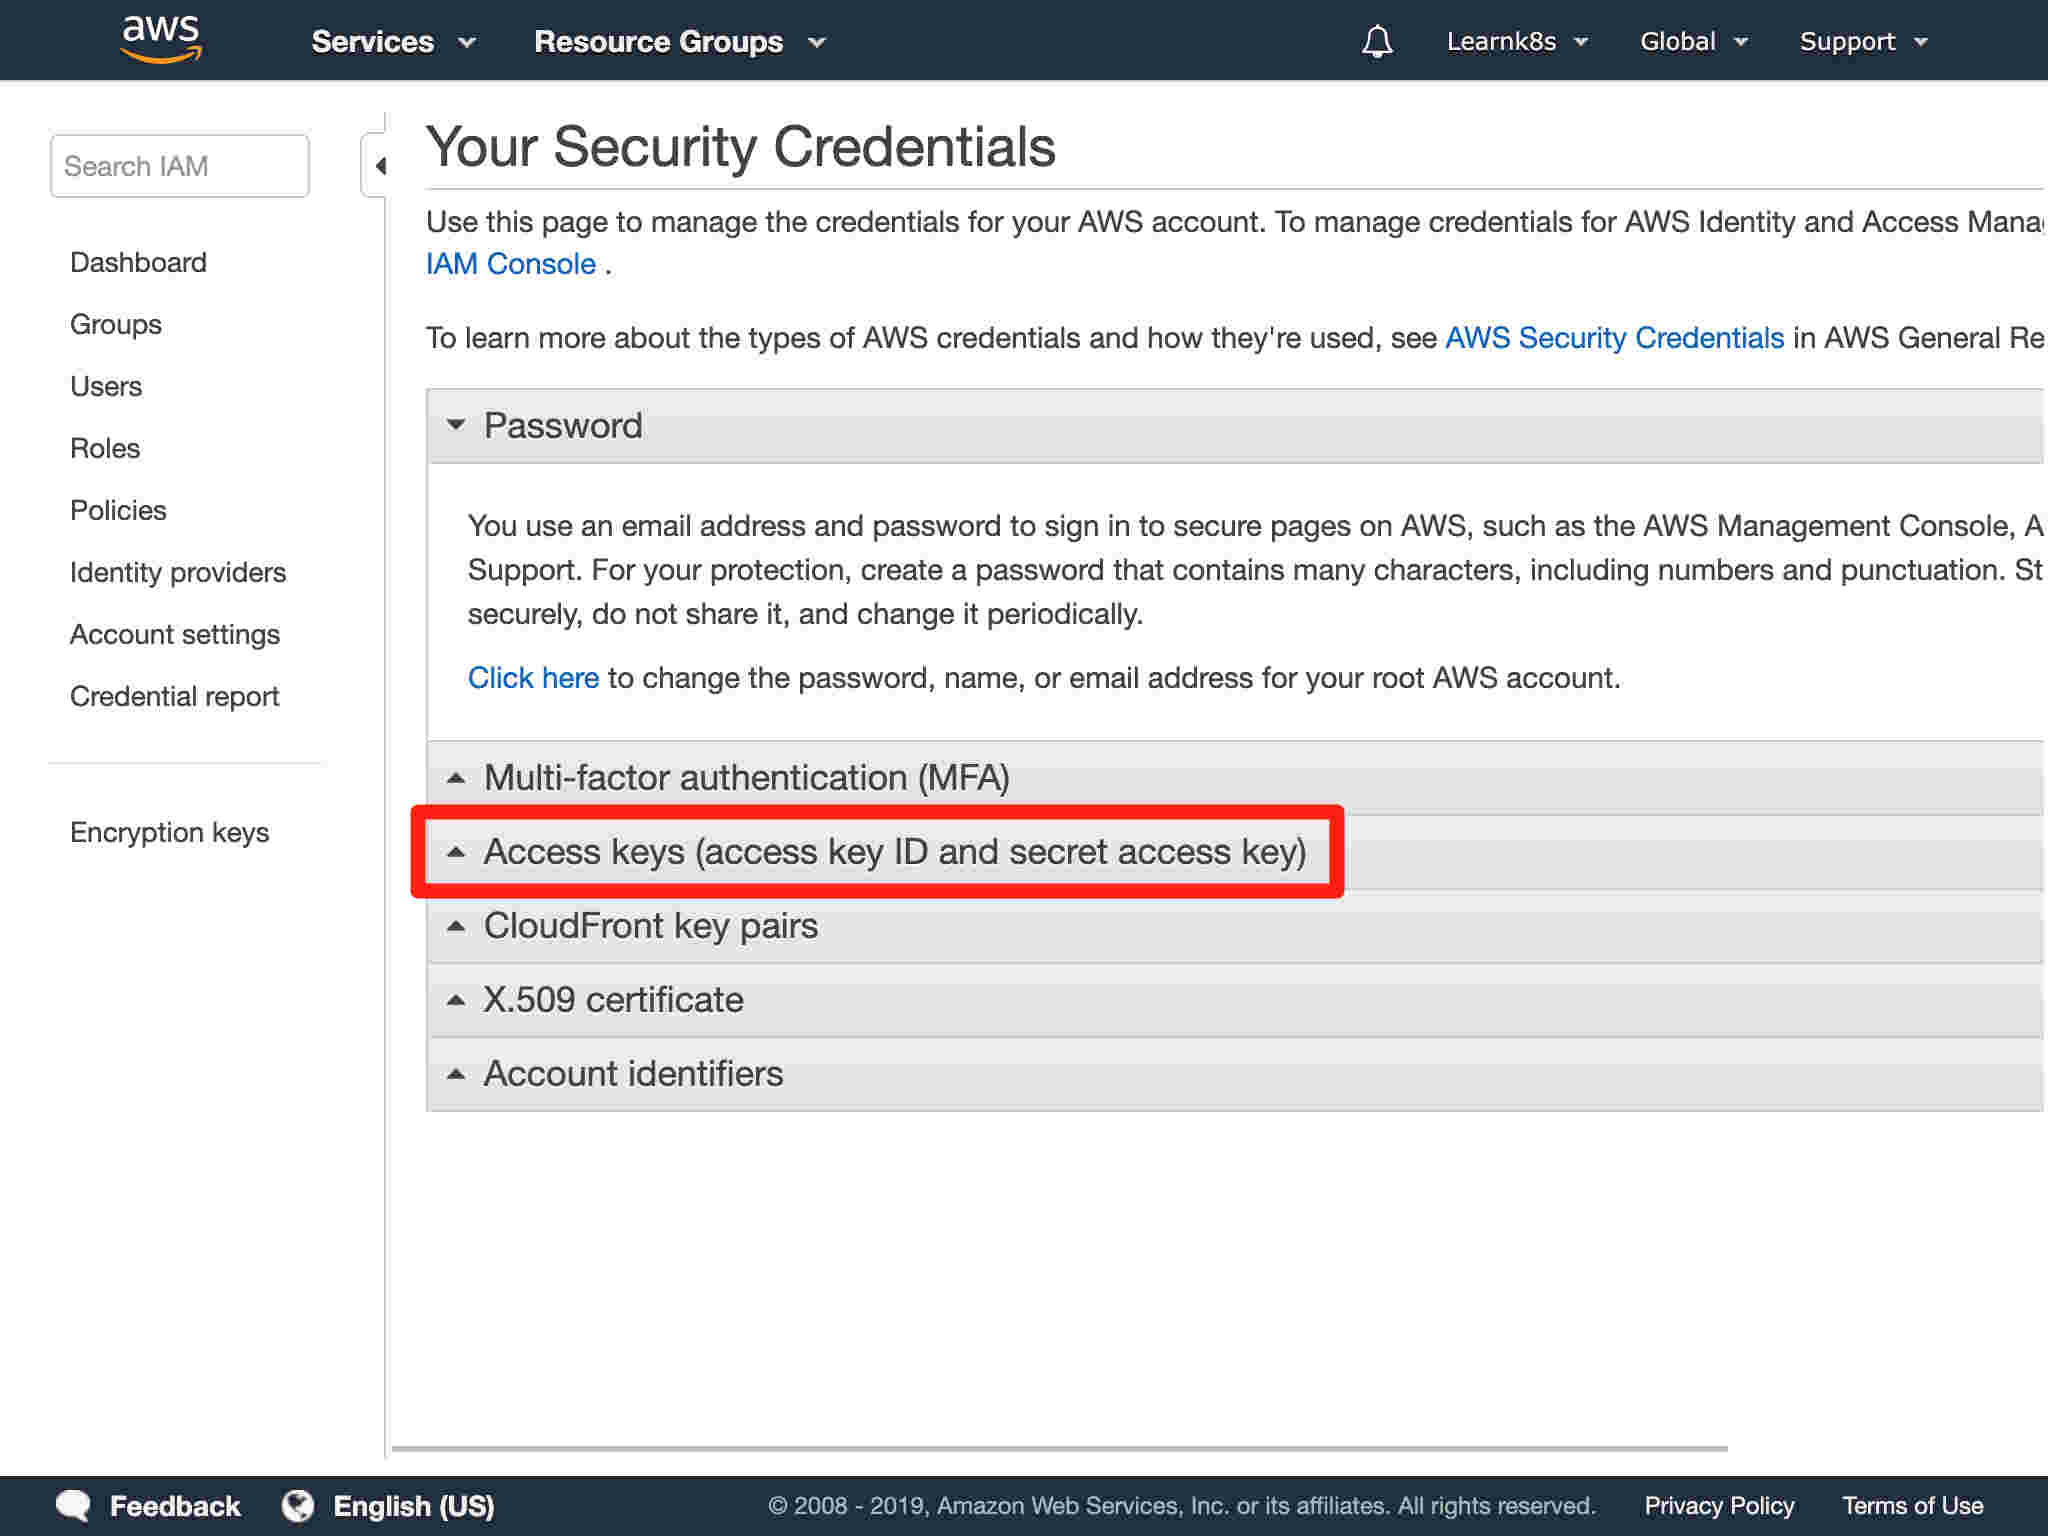 aws
Services
Resource Groups
Learnk8s
Global
Support
Search IAM
Dashboard
Groups
Users
Roles
Policies
Identity providers
Account settings
Credential report
Encryption keys
Your Security Credentials
Use this page to manage the credentials for your AWS account. To manage credentials for AWS Identity and Access
IAM Console .
To learn more about the types of AWS credentials and how they're used, see AWS Security Credentials in AWS General
Password
You use an email address and password to sign in to secure pages on AWS, such as the AWS Management Console,
Support. For your protection, create a password that contains many characters, including numbers and punctuation.
securely, do not share it, and change it periodically.
Click here to change the password, name, or email address for your root AWS account.
Multi-factor authentication (MFA)
Access keys (access key ID and secret access key)
CloudFront key pairs
X.509 certificate
Account identifiers
Feedback
English (US)
© 2008 - 2019, Amazon Web Services, Inc. or its affiliates. All rights reserved.
Privacy Policy
Terms of Use